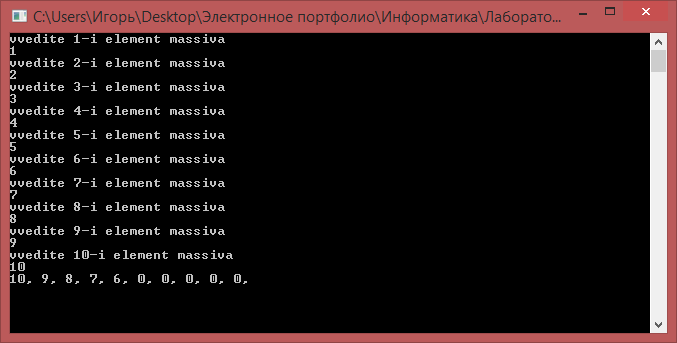 C:\Users\Игорь\Desktop\Электронное портфолио\Информатика\Лаборато...
vvedite 1-i element massiva
1
vvedite 2-i element massiva
2
vvedite 3-i element massiva
3
vvedite 4-i element massiva
4
vvedite 5-i element massiva
5
vvedite 6-i element massiva
6
vvedite 7-i element massiva
7
vvedite 8-i element massiva
8
vvedite 9-i element massiva
9
vvedite 10-i element massiva
10
10, 9, 8, 7, 6, 0, 0, 0, 0, 0,